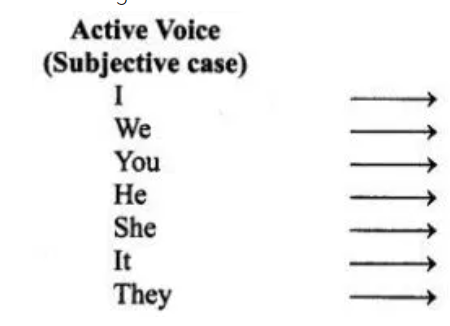 Active Voice
(Subjective case)
I
We
You
He
She
It
They